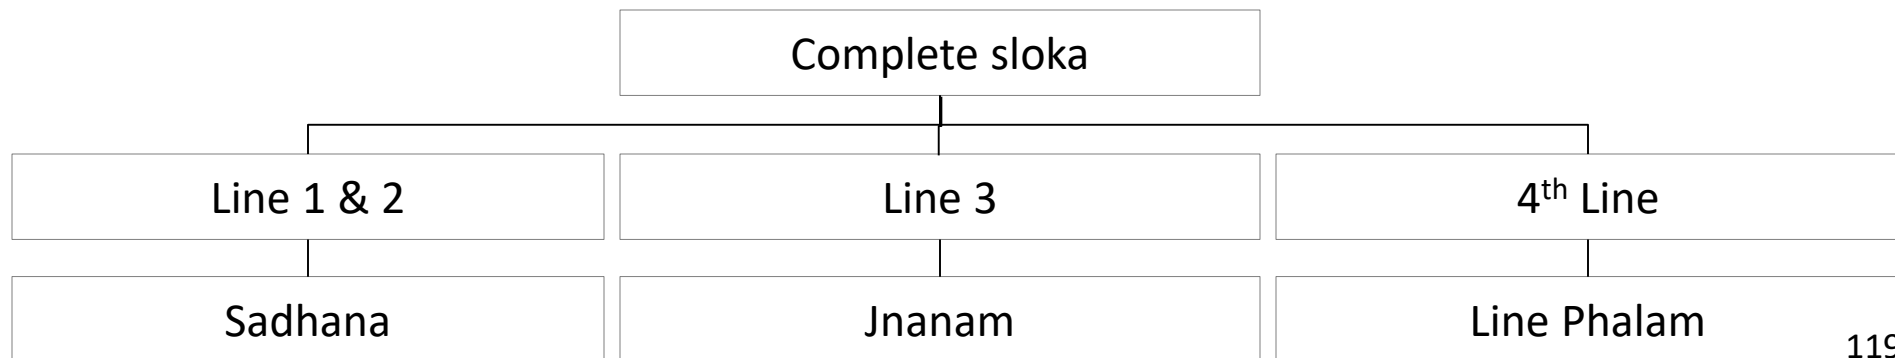 Complete sloka
Line 1 & 2
Line 3
4th Line
Sadhana
Jnanam
Line Phalam
119